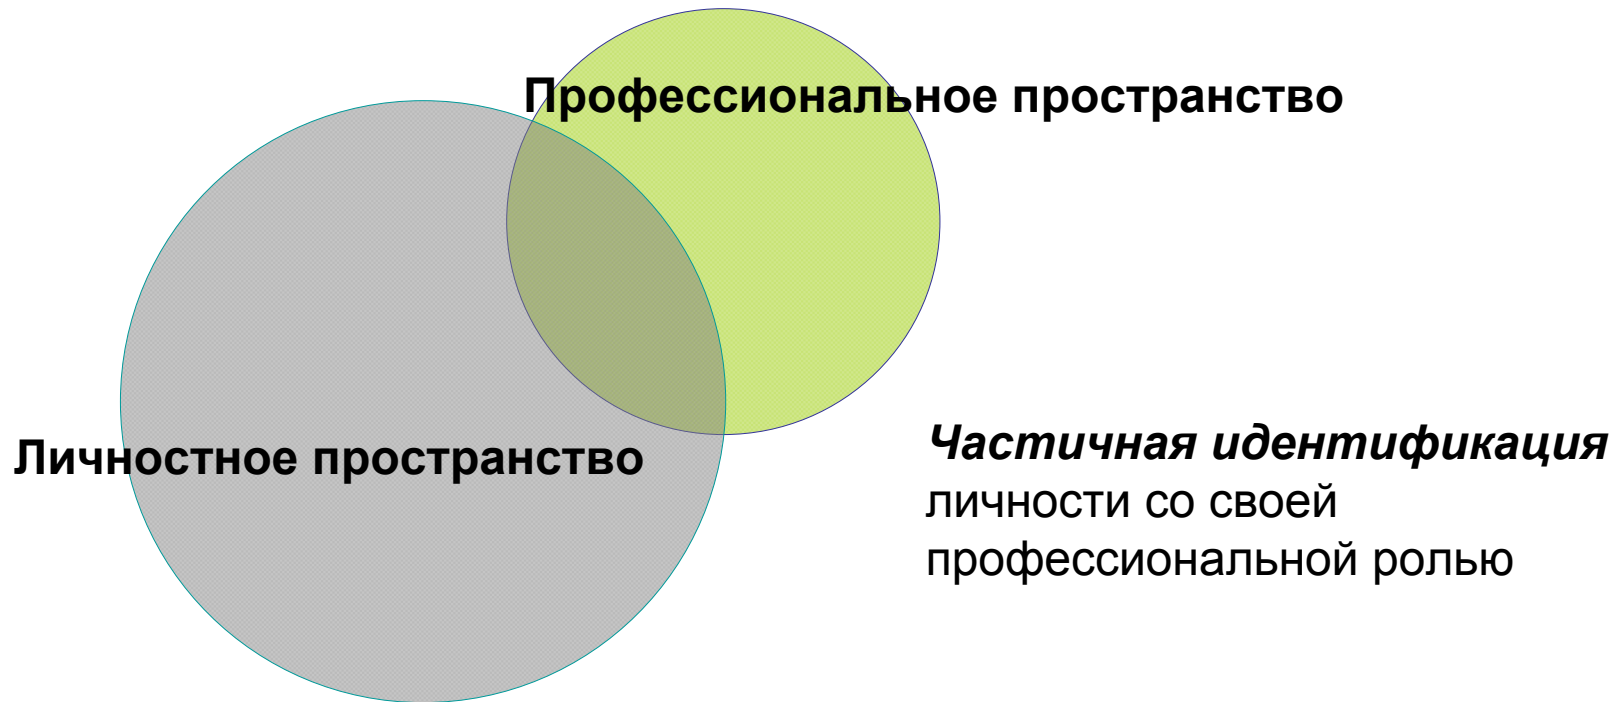 Профессиональное пространство
Личностное пространство
Частичная идентификация
личности со своей
профессиональной ролью